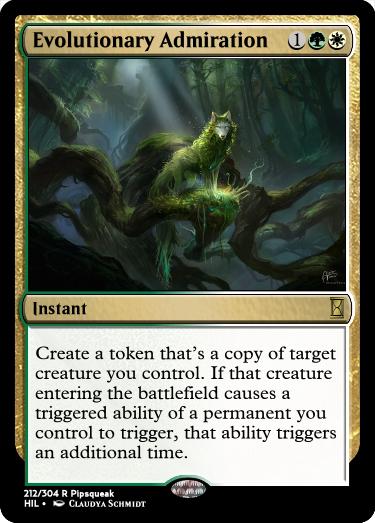 Evolutionary Admiration 1
Instant
Create a token that's a copy of target
creature you control. If that creature
entering the battlefield causes a
triggered ability of a permanent you
control to trigger, that ability triggers
an additional time.
212/304 R Pipsqueak
HIL • Claudya Schmidt